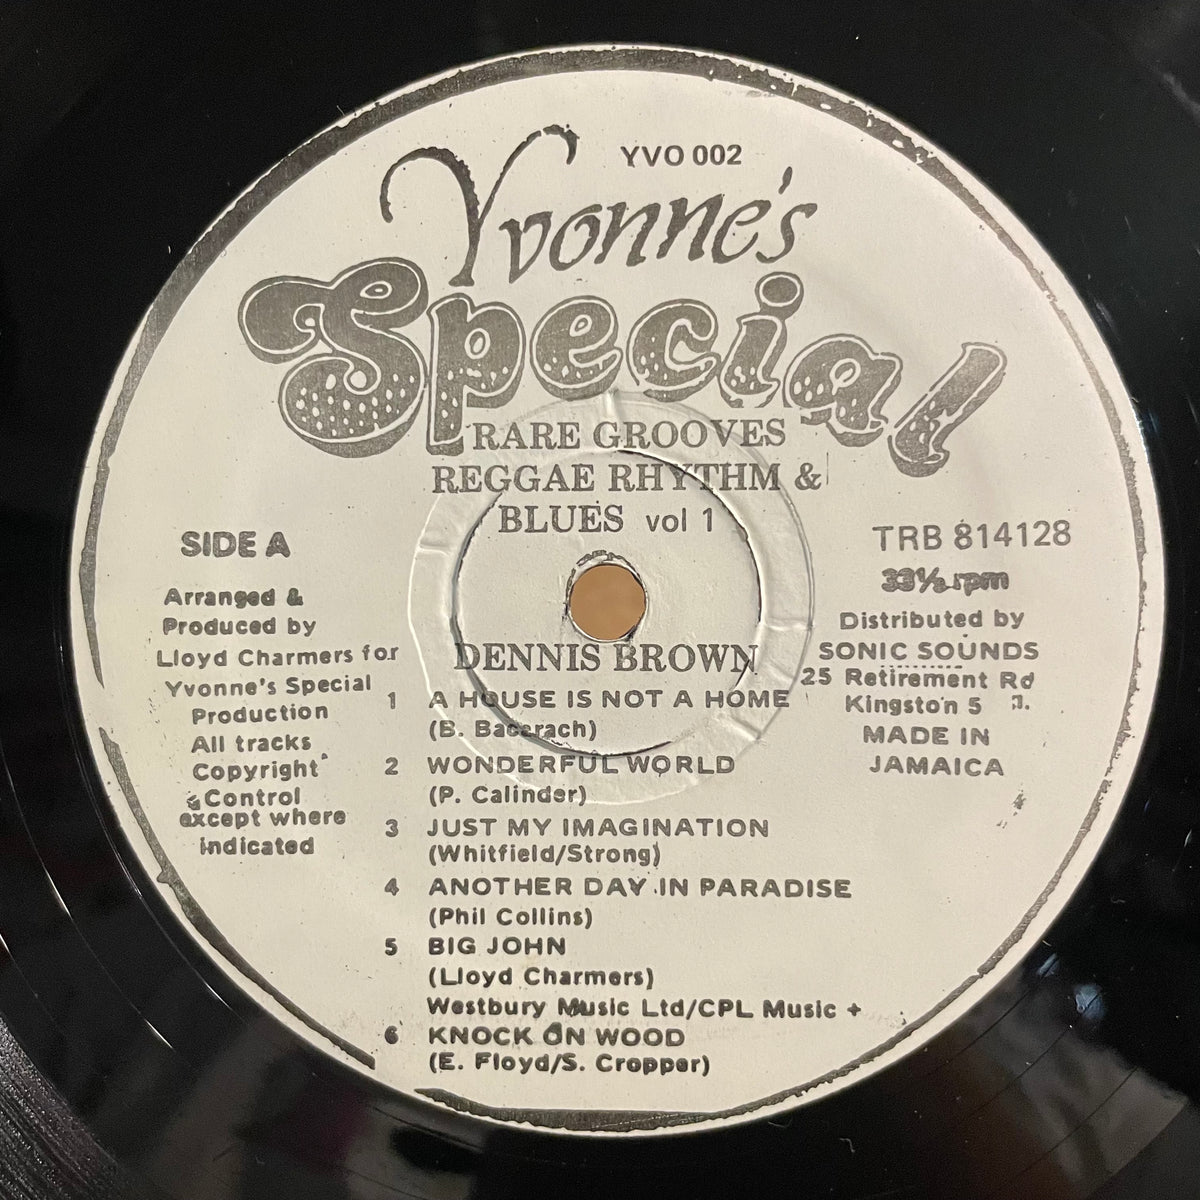 YVO 002
Yvonne's
Special
RARE GROOVES
REGGAE RHYTHM &
BLUES vol 1
SIDE A
Arranged &
Produced by
Lloyd Charmers for
Yvonne's Special
Production
All tracks
Copyright
Control
except where
indicated
TRB 814128
33⅓ rpm
Distributed by
SONIC SOUNDS
25 Retirement Rd
Kingston 5 J.
MADE IN
JAMAICA
DENNIS BROWN
1 A HOUSE IS NOT A HOME
(B. Bacarach)
2 WONDERFUL WORLD
(P. Calinder)
3 JUST MY IMAGINATION
(Whitfield/Strong)
4 ANOTHER DAY IN PARADISE
(Phil Collins)
5 BIG JOHN
(Lloyd Charmers)
Westbury Music Ltd/CPL Music +
6 KNOCK ON WOOD
(E. Floyd/S. Cropper)